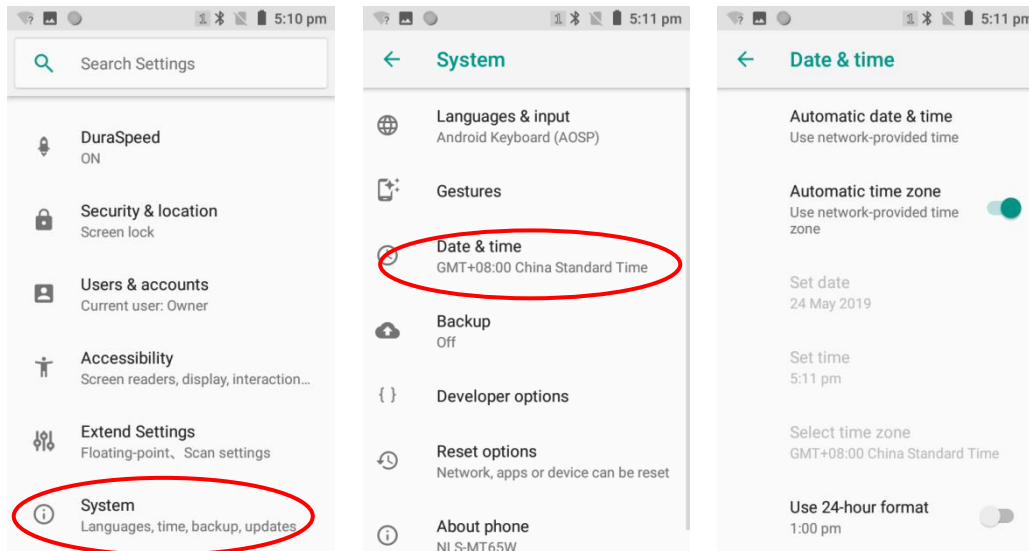 5:10 pm
Search Settings
DuraSpeed
ON
Security & location
Screen lock
Users & accounts
Current user: Owner
Accessibility
Screen readers, display, interaction...
Extend Settings
Floating-point、Scan settings
System
Languages, time, backup, updates
5:11 pm
System
Languages & input
Android Keyboard (AOSP)
Gestures
Date & time
GMT+08:00 China Standard Time
Backup
Off
Developer options
Reset options
Network, apps or device can be reset
About phone
NLS-MT65W
5:11 pm
Date & time
Automatic date & time
Use network-provided time
Automatic time zone
Use network-provided time
zone
Set date
24 May 2019
Set time
5:11 pm
Select time zone
GMT+08:00 China Standard Time
Use 24-hour format
1:00 pm